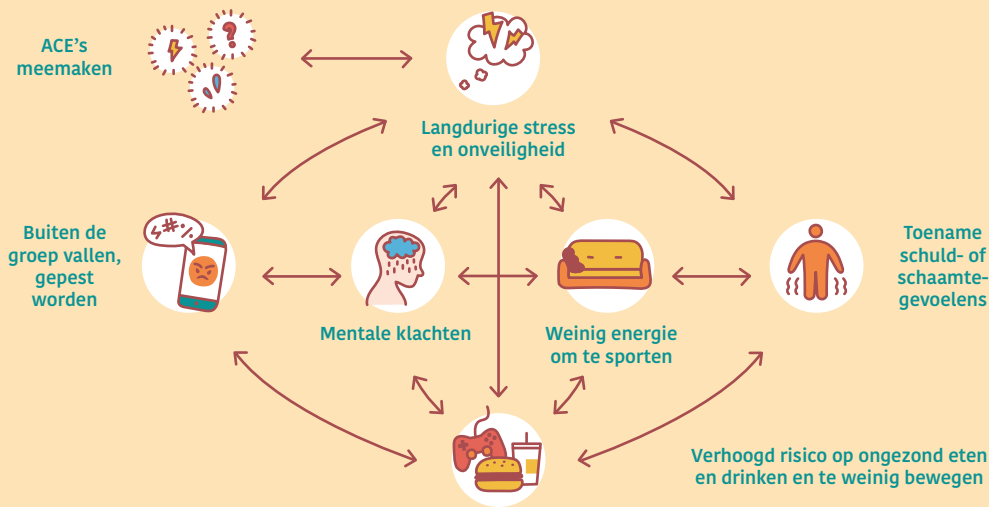 ACE's
meemaken
Langdurige stress
en onveiligheid
Buiten de
groep vallen,
gepest
worden
Mentale klachten
Weinig energie
om te sporten
Toename
schuld- of
schaamte-
gevoelens
Verhoogd risico op ongezond eten
en drinken en te weinig bewegen